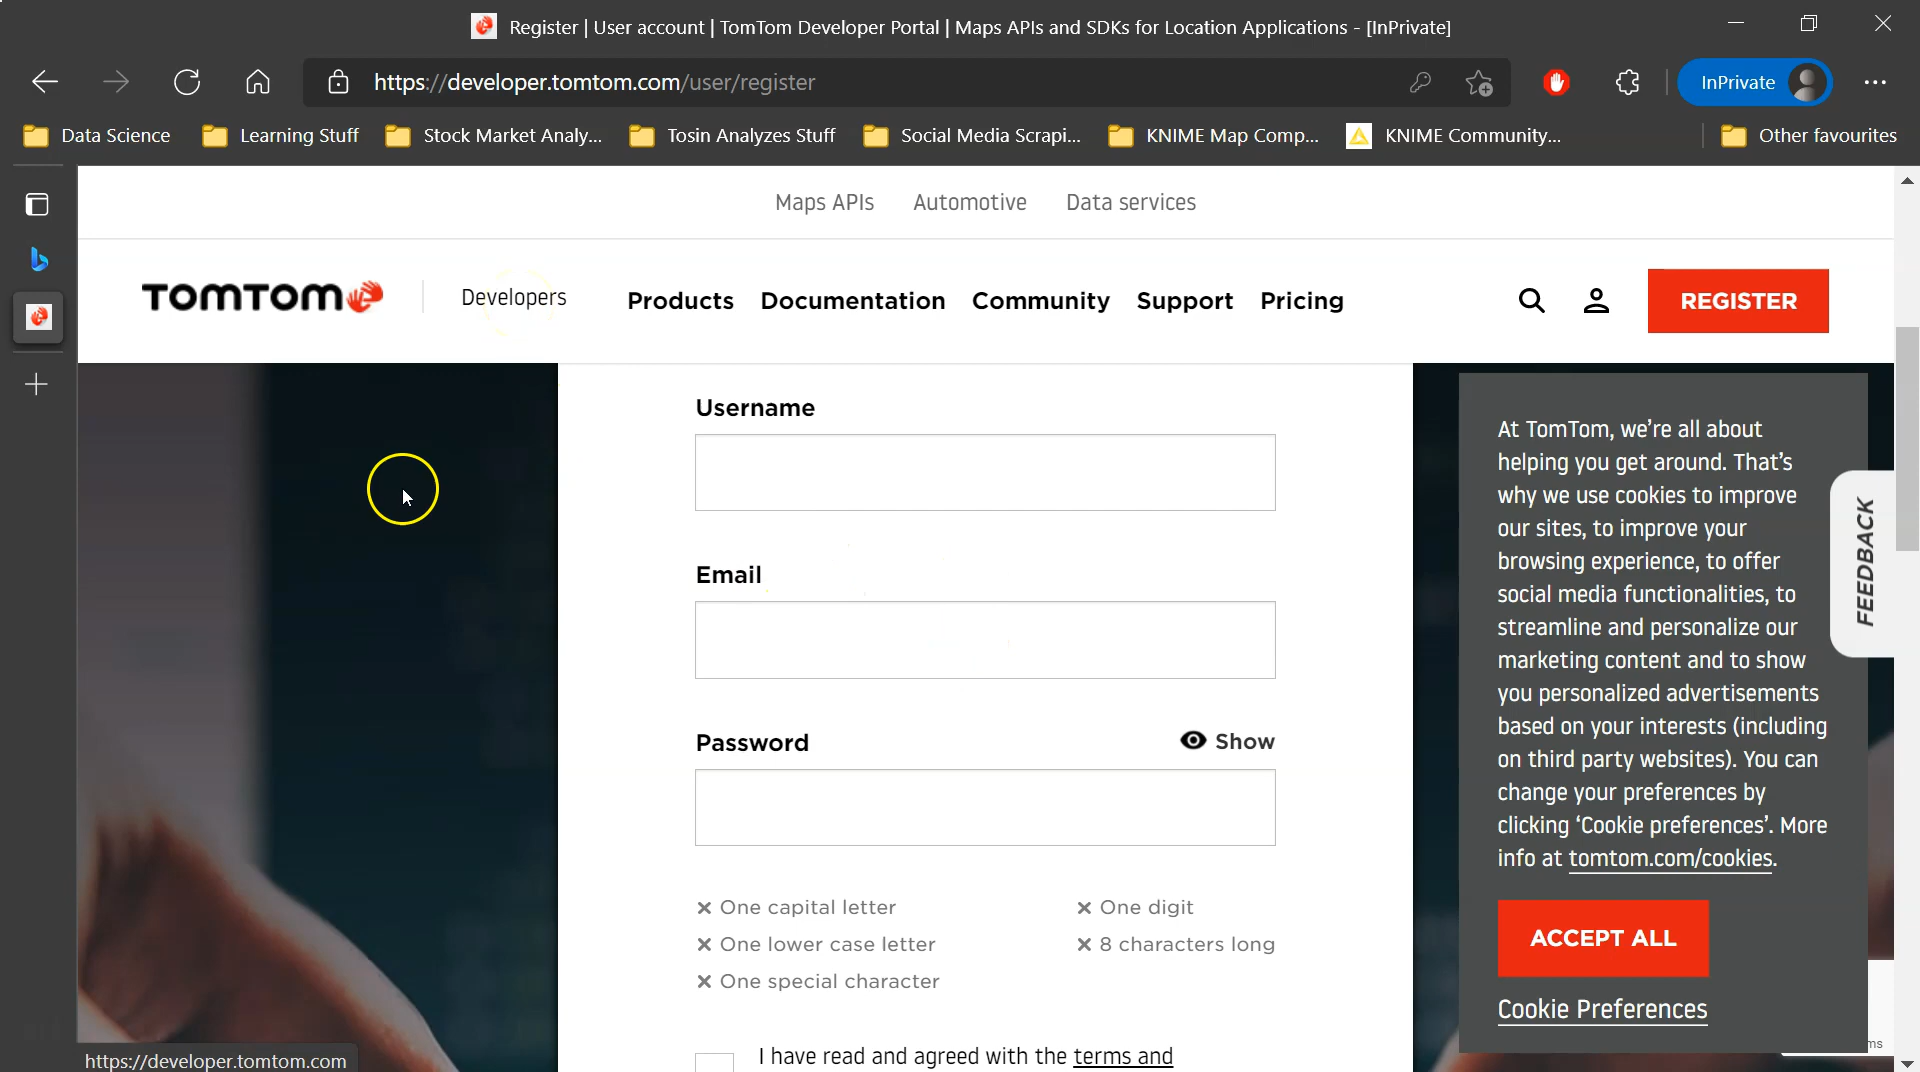 Register | User account | TomTom Developer Portal | Maps APIs and SDKs for Location Applications - [InPrivate]
https://developer.tomtom.com/user/register
InPrivate
Data Science
Learning Stuff
Stock Market Analy...
Tosin Analyzes Stuff
Social Media Scrapi...
KNIME Map Comp...
KNIME Community...
Other favourites
Maps APIs
Automotive
Data services
TOMTOM
Developers
Products
Documentation
Community
Support
Pricing
REGISTER
Username
Email
Password
Show
× One capital letter
× One digit
× One lower case letter
× 8 characters long
× One special character
I have read and agreed with the terms and
At TomTom, we’re all about
helping you get around. That’s
why we use cookies to improve
our sites, to improve your
browsing experience, to offer
social media functionalities, to
streamline and personalize our
marketing content and to show
you personalized advertisements
based on your interests (including
on third party websites). You can
change your preferences by
clicking ‘Cookie preferences’. More
info at tomtom.com/cookies.
ACCEPT ALL
Cookie Preferences
FEEDBACK
https://developer.tomtom.com